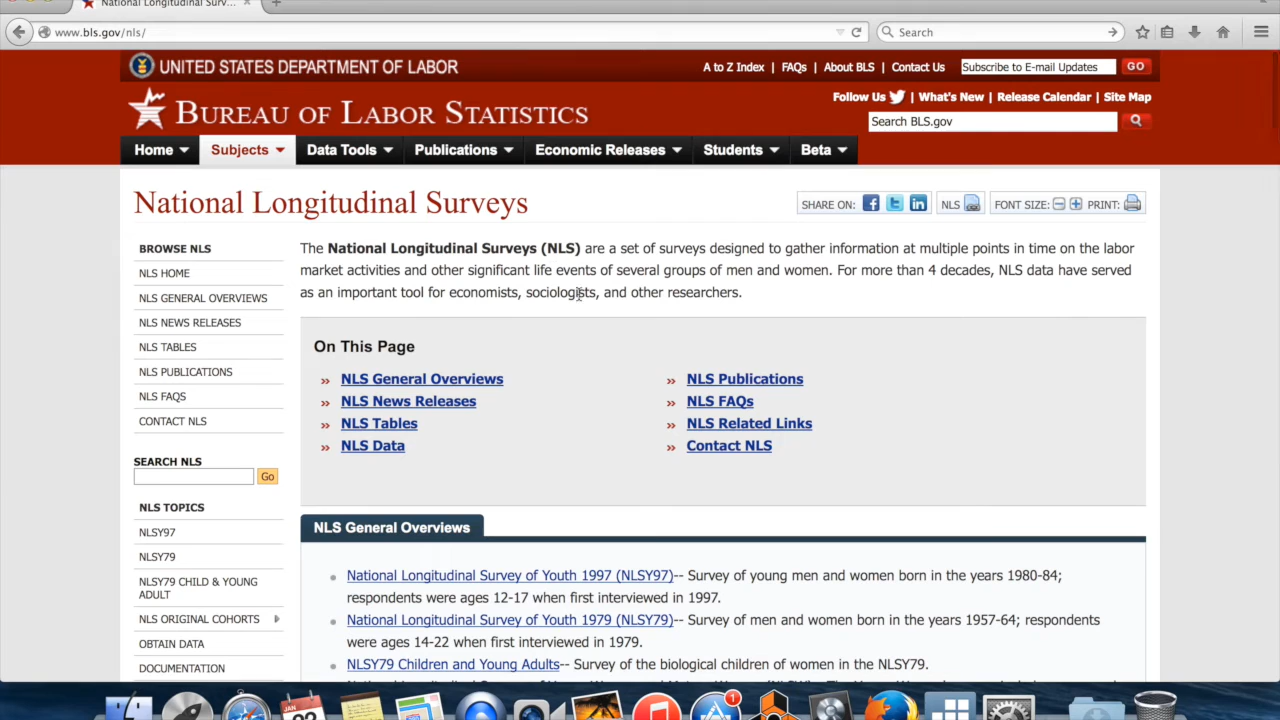 National Longitudinal Surv...
www.bls.gov/nls/
Search
UNITED STATES DEPARTMENT OF LABOR
A to Z Index | FAQs | About BLS | Contact Us
Subscribe to E-mail Updates
GO
BUREAU OF LABOR STATISTICS
Follow Us | What's New | Release Calendar | Site Map
Search BLS.gov
Home
Subjects
Data Tools
Publications
Economic Releases
Students
Beta
National Longitudinal Surveys
SHARE ON:
NLS
FONT SIZE:
PRINT:
BROWSE NLS
NLS HOME
NLS GENERAL OVERVIEWS
NLS NEWS RELEASES
NLS TABLES
NLS PUBLICATIONS
NLS FAQS
CONTACT NLS
SEARCH NLS
Go
NLS TOPICS
NLSY97
NLSY79
NLSY79 CHILD & YOUNG
ADULT
NLS ORIGINAL COHORTS
OBTAIN DATA
DOCUMENTATION
The National Longitudinal Surveys (NLS) are a set of surveys designed to gather information at multiple points in time on the labor
market activities and other significant life events of several groups of men and women. For more than 4 decades, NLS data have served
as an important tool for economists, sociologists, and other researchers.
On This Page
NLS General Overviews
NLS News Releases
NLS Tables
NLS Data
NLS Publications
NLS FAQs
NLS Related Links
Contact NLS
NLS General Overviews
National Longitudinal Survey of Youth 1997 (NLSY97)-- Survey of young men and women born in the years 1980-84;
respondents were ages 12-17 when first interviewed in 1997.
National Longitudinal Survey of Youth 1979 (NLSY79)-- Survey of men and women born in the years 1957-64; respondents
were ages 14-22 when first interviewed in 1979.
NLSY79 Children and Young Adults-- Survey of the biological children of women in the NLSY79.
1